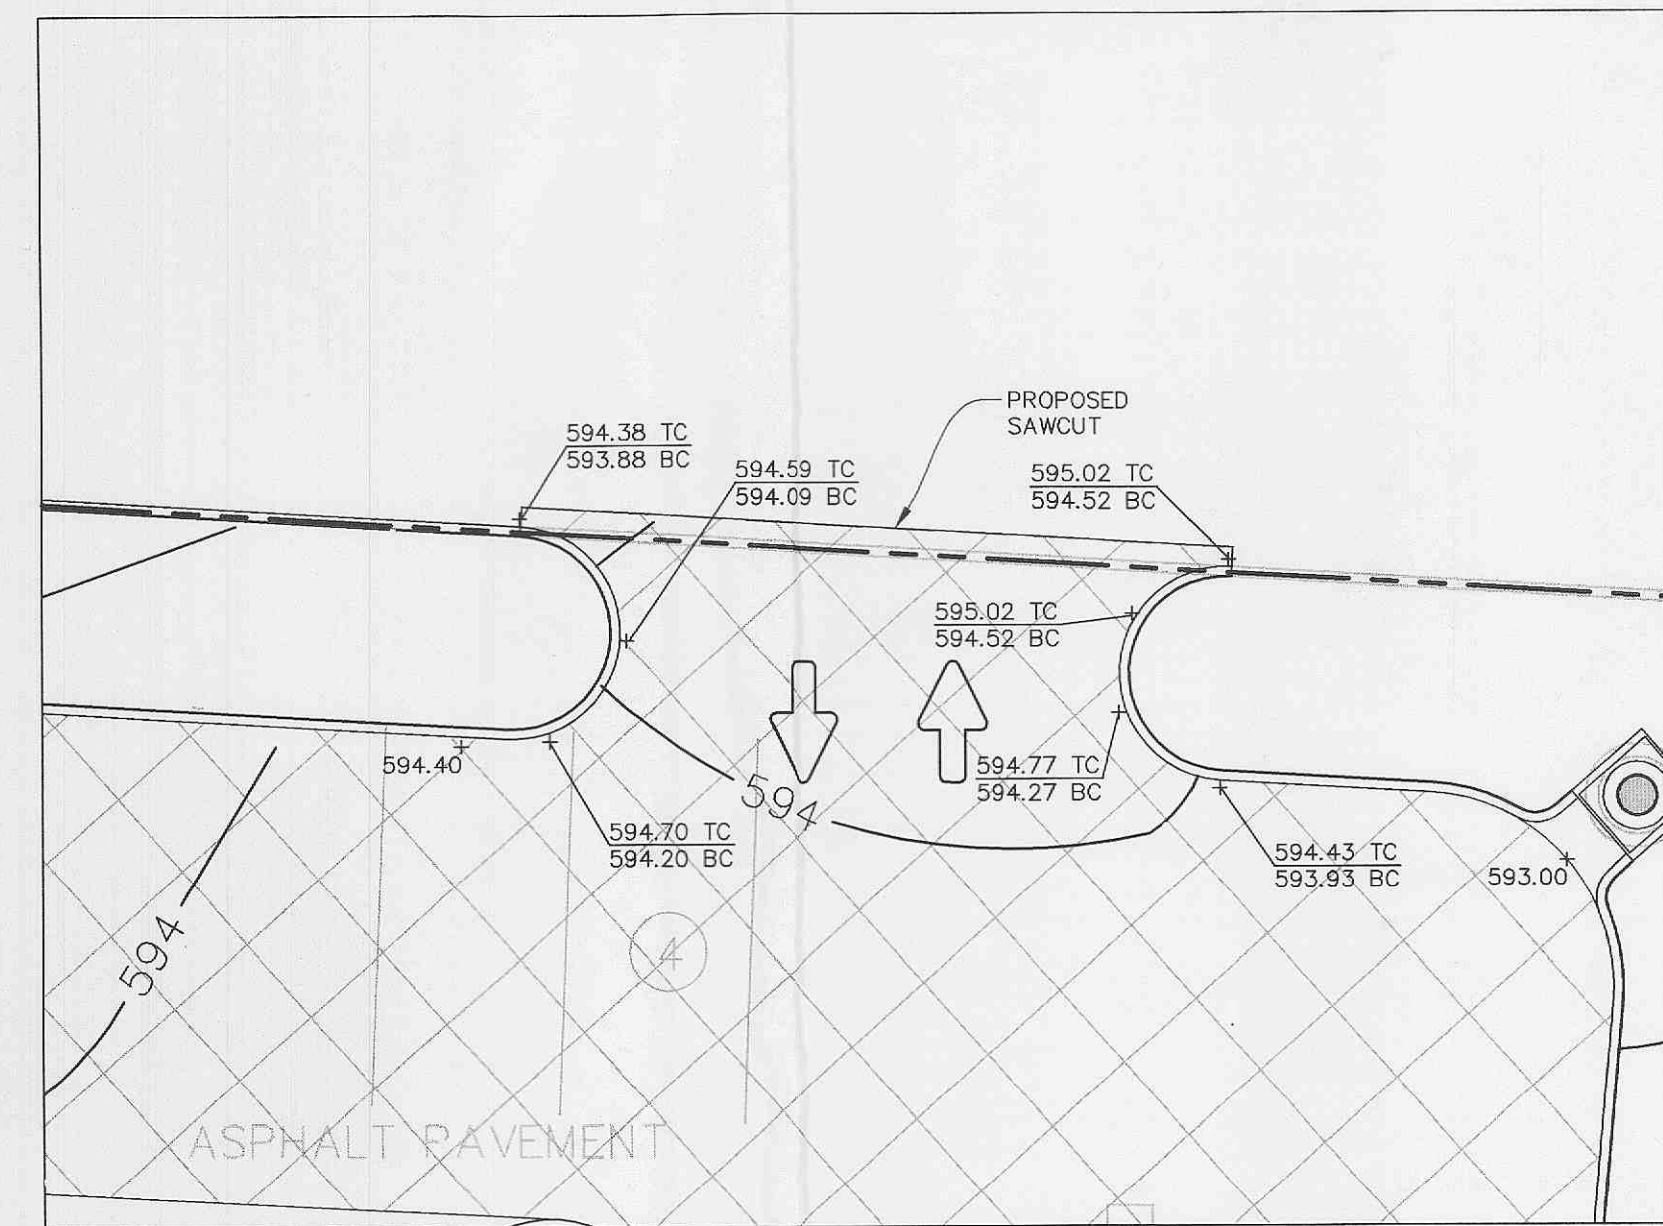 PROPOSED
SAWCUT
594.38 TC
593.88 BC
594.59 TC
594.09 BC
595.02 TC
594.52 BC
595.02 TC
594.52 BC
594.40
594.77 TC
594.27 BC
594
594.70 TC
594.20 BC
594.43 TC
593.93 BC
593.00
594
4
ASPHALT PAVEMENT